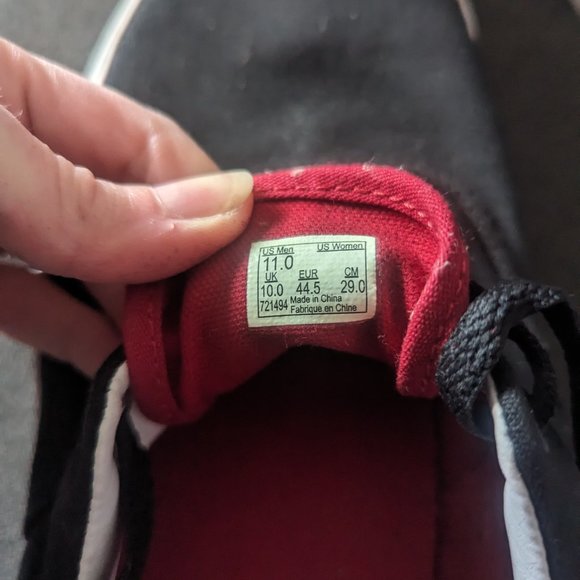 US Men US Women
11.0
UK EUR CM
10.0 44.5 29.0
721494 Made in China
Fabriqué en Chine